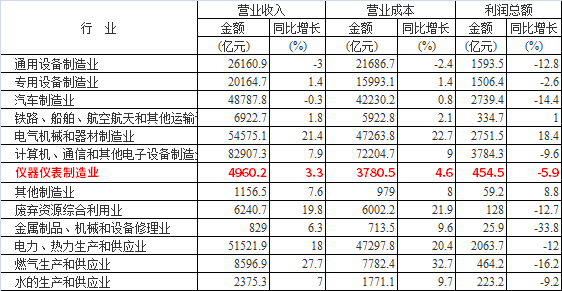 行 业 营业收入 营业成本 利润总额
金额 同比增长 金额 同比增长 金额 同比增长
(亿元) (%) (亿元) (%) (亿元) (%)
通用设备制造业 26160.9 -3 21686.7 -2.4 1593.5 -12.8
专用设备制造业 20164.7 1.4 15993.1 1.4 1506.4 -2.6
汽车制造业 48787.8 -0.3 42230.2 0.8 2739.4 -14.4
铁路、船舶、航空航天和其他运输 6922.7 1.8 5922.8 2.1 334.7 1
电气机械和器材制造业 54575.1 21.4 47263.8 22.7 2751.5 18.4
计算机、通信和其他电子设备制造业 82907.3 7.9 72204.7 9 3784.3 -9.6
仪器仪表制造业 4960.2 3.3 3780.5 4.6 454.5 -5.9
其他制造业 1156.5 7.6 979 8 59.2 8.8
废弃资源综合利用业 6240.7 19.8 6002.2 21.9 128 -12.7
金属制品、机械和设备修理业 829 6.3 713.5 9.6 25.9 -33.8
电力、热力生产和供应业 51521.9 18 47297.8 20.4 2063.7 -12
燃气生产和供应业 8596.9 27.7 7782.4 32.7 464.2 -16.2
水的生产和供应业 2375.3 7 1771.1 9.7 223.2 -9.2